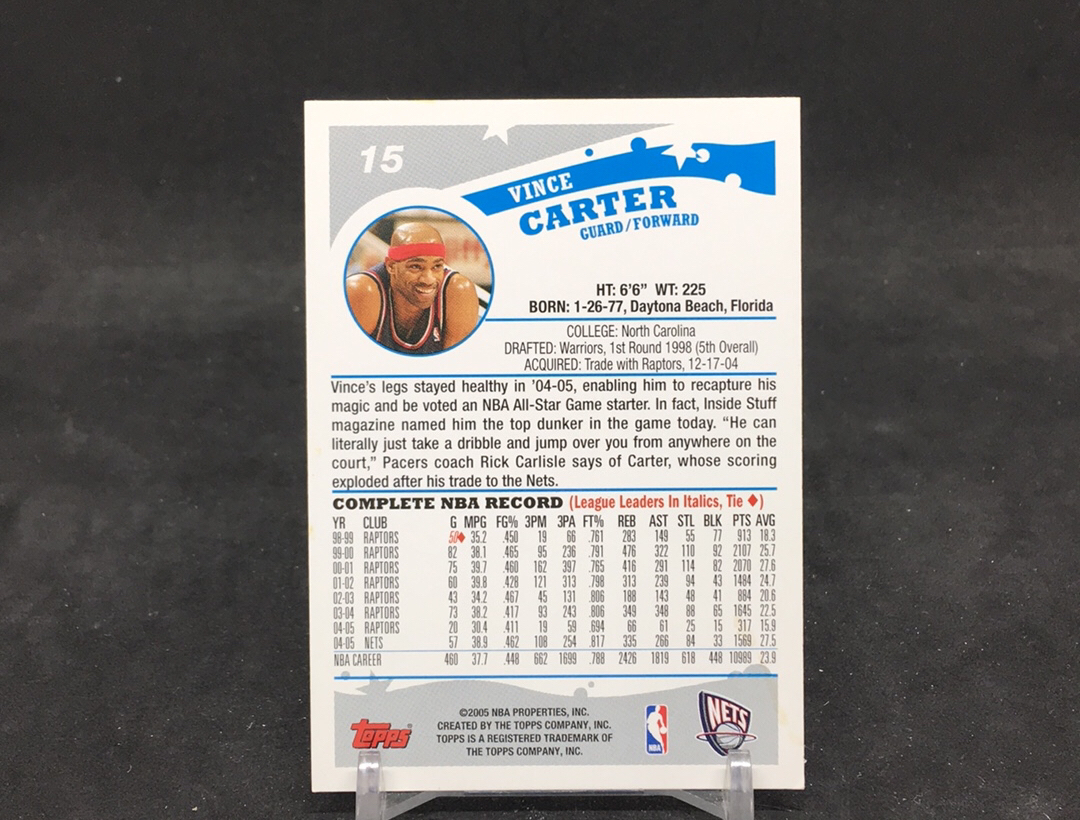 15
VINCE
CARTER
GUARD/FORWARD
HT: 6'6" WT: 225
BORN: 1-26-77, Daytona Beach, Florida
COLLEGE: North Carolina
DRAFTED: Warriors, 1st Round 1998 (5th Overall)
ACQUIRED: Trade with Raptors, 12-17-04
Vince's legs stayed healthy in '04-05, enabling him to recapture his
magic and be voted an NBA All-Star Game starter. In fact, Inside Stuff
magazine named him the top dunker in the game today. “He can
literally just take a dribble and jump over you from anywhere on the
court,” Pacers coach Rick Carlisle says of Carter, whose scoring
exploded after his trade to the Nets.
COMPLETE NBA RECORD (League Leaders In Italics, Tie ♦)
YR CLUB G MPG FG% 3PM 3PA FT% REB AST STL BLK PTS AVG
98-99 RAPTORS 50♦ 35.2 .450 19 66 .761 283 149 55 77 913 18.3
99-00 RAPTORS 82 38.1 .465 95 236 .791 476 322 110 92 2107 25.7
00-01 RAPTORS 75 39.7 .460 162 397 .765 416 291 114 82 2070 27.6
01-02 RAPTORS 60 39.8 .428 121 313 .798 313 239 94 43 1484 24.7
02-03 RAPTORS 43 34.2 .467 45 131 .806 188 143 48 41 884 20.6
03-04 RAPTORS 73 38.2 .417 93 243 .806 349 348 88 65 1645 22.5
04-05 RAPTORS 20 30.4 .411 19 59 .694 66 61 25 15 317 15.9
04-05 NETS 57 38.9 .462 108 254 .817 335 266 84 33 1569 27.5
NBA CAREER 460 37.7 .448 662 1699 .788 2426 1819 618 448 10989 23.9
©2005 NBA PROPERTIES, INC.
CREATED BY THE TOPPS COMPANY, INC.
TOPPS IS A REGISTERED TRADEMARK OF
THE TOPPS COMPANY, INC.
Topps®
NBA
NETS